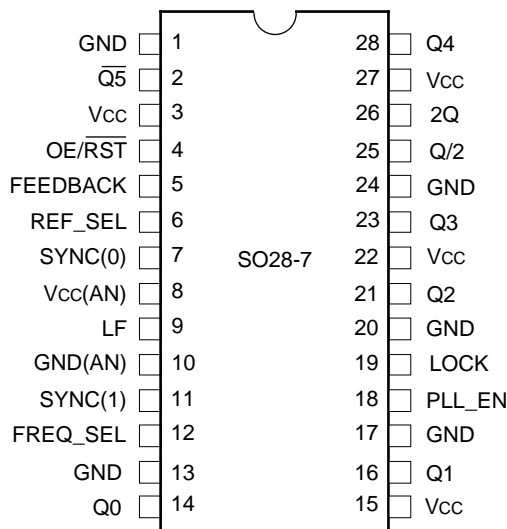 GND 1 28 Q4
Q̅5̅ 2 27 VCC
VCC 3 26 2Q
OE/R̅S̅T̅ 4 25 Q/2
FEEDBACK 5 24 GND
REF_SEL 6 23 Q3
SYNC(0) 7 SO28-7 22 VCC
VCC(AN) 8 21 Q2
LF 9 20 GND
GND(AN) 10 19 LOCK
SYNC(1) 11 18 PLL_EN
FREQ_SEL 12 17 GND
GND 13 16 Q1
Q0 14 15 VCC